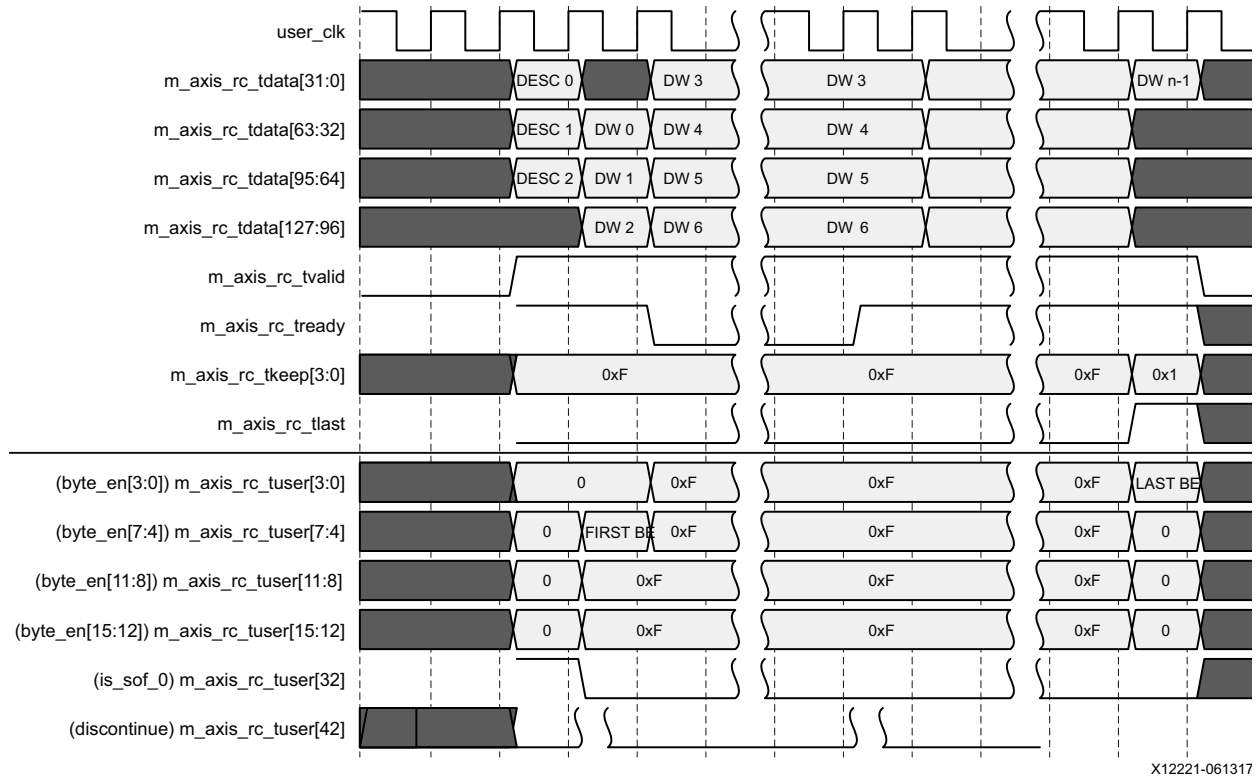 user_clk
m_axis_rc_tdata[31:0] DESC 0 DW 3 DW 3 DW n-1
m_axis_rc_tdata[63:32] DESC 1 DW 0 DW 4 DW 4
m_axis_rc_tdata[95:64] DESC 2 DW 1 DW 5 DW 5
m_axis_rc_tdata[127:96] DW 2 DW 6 DW 6
m_axis_rc_tvalid
m_axis_rc_tready
m_axis_rc_tkeep[3:0] 0xF 0xF 0xF 0x1
m_axis_rc_tlast
(byte_en[3:0]) m_axis_rc_tuser[3:0] 0 0xF 0xF 0xF LAST BE
(byte_en[7:4]) m_axis_rc_tuser[7:4] 0 FIRST BE 0xF 0xF 0xF 0
(byte_en[11:8]) m_axis_rc_tuser[11:8] 0 0xF 0xF 0xF 0
(byte_en[15:12]) m_axis_rc_tuser[15:12] 0 0xF 0xF 0xF 0
(is_sof_0) m_axis_rc_tuser[32]
(discontinue) m_axis_rc_tuser[42]
X12221-061317